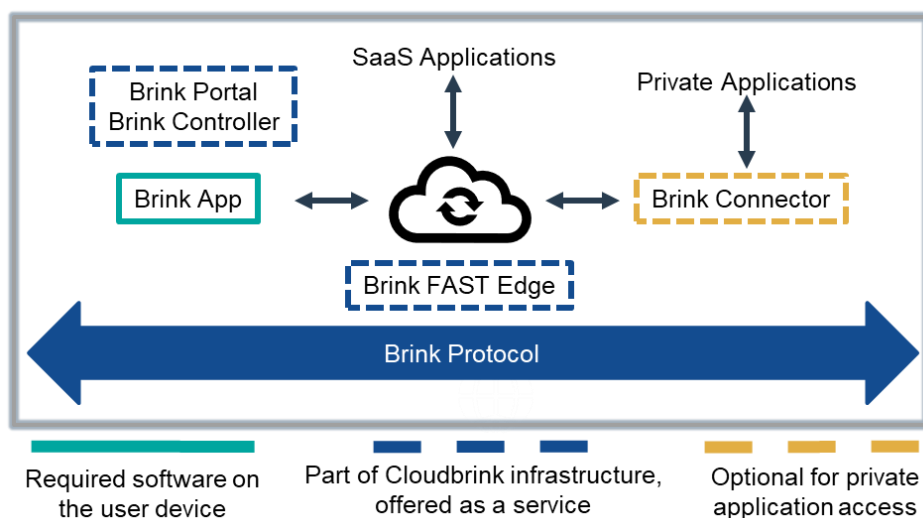 SaaS Applications
Brink Portal
Brink Controller
Private Applications
Brink App
Brink Connector
Brink FAST Edge
Brink Protocol
Required software on
the user device
Part of Cloudbrink infrastructure,
offered as a service
Optional for private
application access